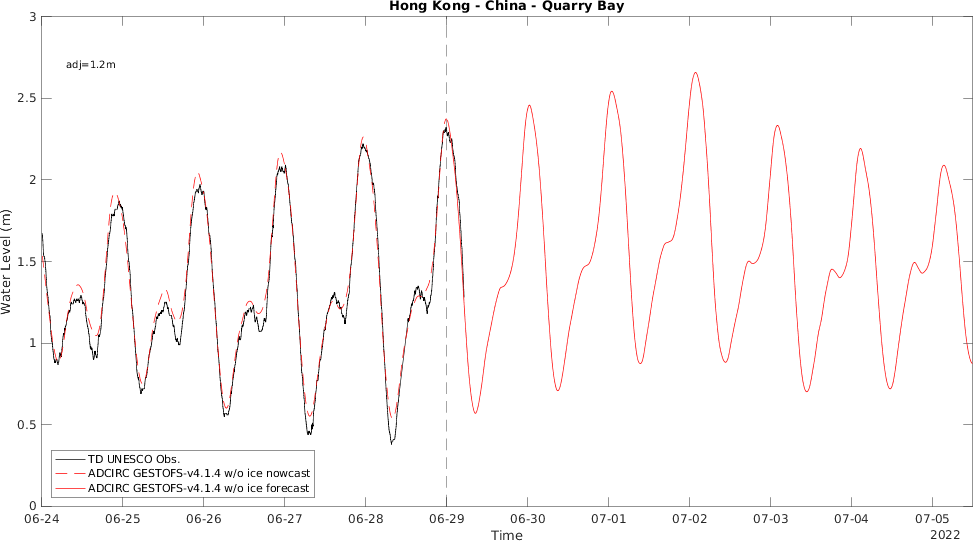 Hong Kong - China - Quarry Bay
3
adj=1.2m
2.5
2
1.5
1
0.5
0
Water Level (m)
TD UNESCO Obs.
ADCIRC GESTOFS-v4.1.4 w/o ice nowcast
ADCIRC GESTOFS-v4.1.4 w/o ice forecast
06-24 06-25 06-26 06-27 06-28 06-29 06-30 07-01 07-02 07-03 07-04 07-05
Time
2022